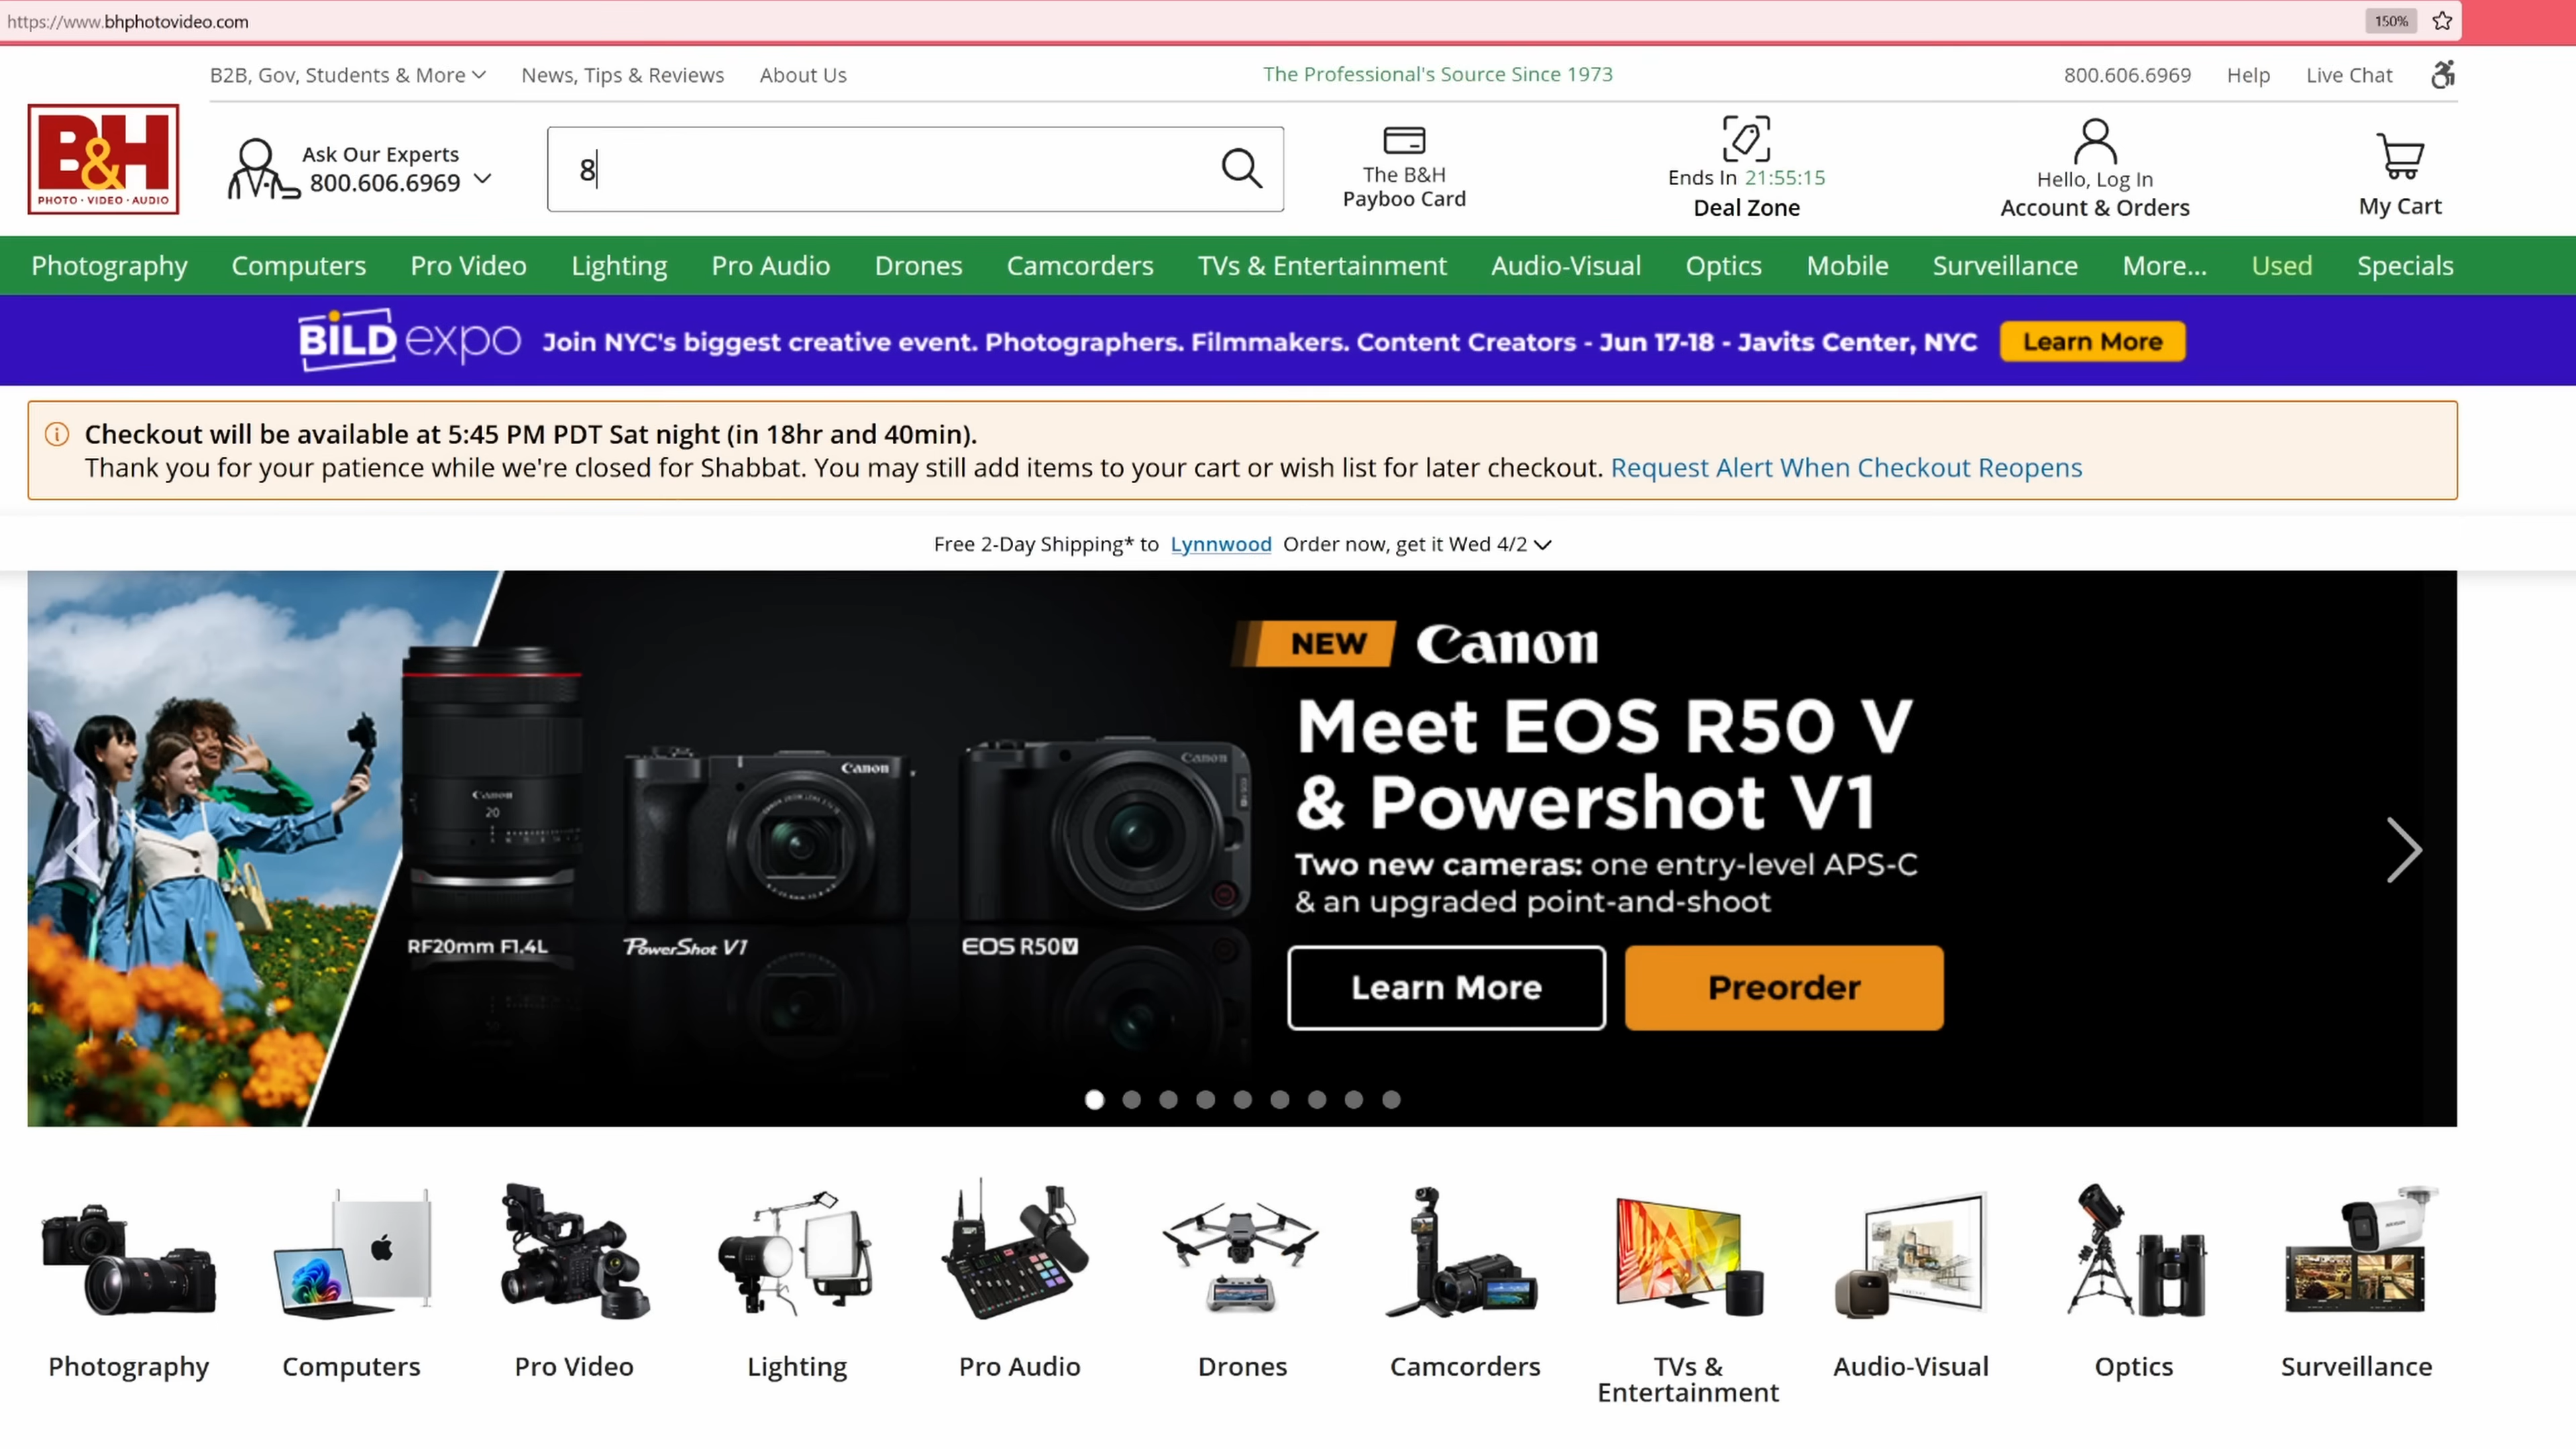 https://www.bhphotovideo.com
150%
B2B, Gov, Students & More
News, Tips & Reviews
About Us
The Professional's Source Since 1973
800.606.6969
Help
Live Chat
B&H
PHOTO · VIDEO · AUDIO
Ask Our Experts
800.606.6969
8
The B&H
Payboo Card
Ends In 21:55:15
Deal Zone
Hello, Log In
Account & Orders
My Cart
Photography Computers Pro Video Lighting Pro Audio Drones Camcorders TVs & Entertainment Audio-Visual Optics Mobile Surveillance More... Used Specials
BILD expo Join NYC's biggest creative event. Photographers. Filmmakers. Content Creators - Jun 17-18 - Javits Center, NYC Learn More
Checkout will be available at 5:45 PM PDT Sat night (in 18hr and 40min).
Thank you for your patience while we're closed for Shabbat. You may still add items to your cart or wish list for later checkout. Request Alert When Checkout Reopens
Free 2-Day Shipping* to Lynnwood Order now, get it Wed 4/2
NEW Canon
Meet EOS R50 V
& Powershot V1
Two new cameras: one entry-level APS-C
& an upgraded point-and-shoot
Learn More
Preorder
Canon
20
Canon
Canon
RF20mm F1.4L
PowerShot V1
EOS R50 V
Photography
Computers
Pro Video
Lighting
Pro Audio
Drones
Camcorders
TVs &
Entertainment
Audio-Visual
Optics
Surveillance